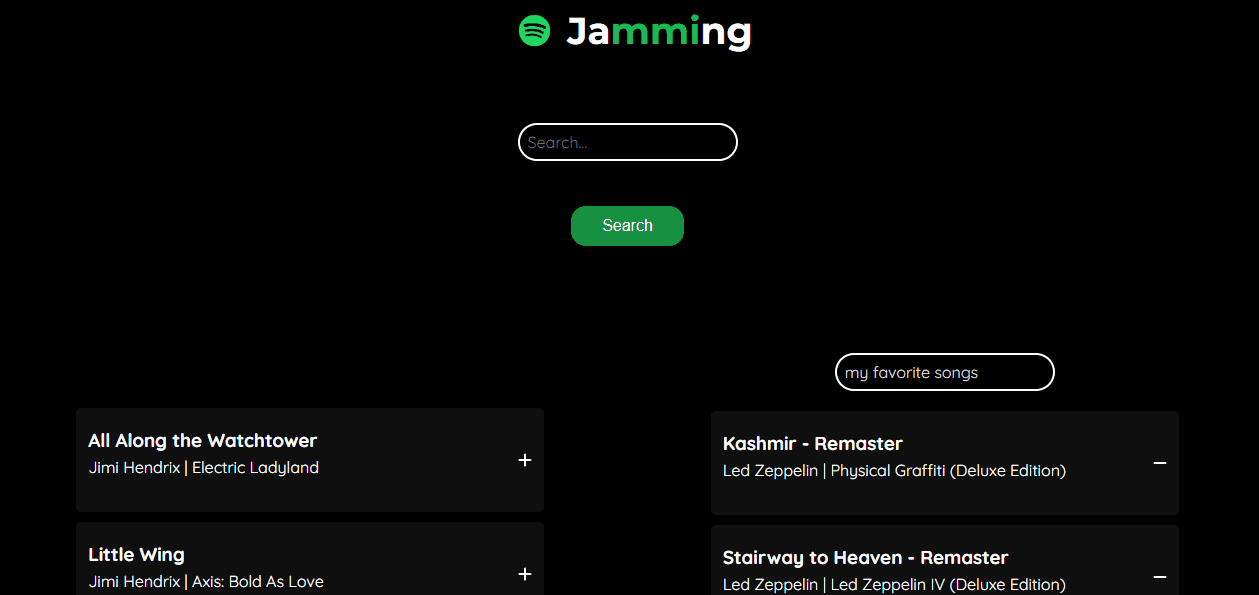 Jamming
Search...
Search
my favorite songs
All Along the Watchtower
Jimi Hendrix | Electric Ladyland
Little Wing
Jimi Hendrix | Axis: Bold As Love
Kashmir - Remaster
Led Zeppelin | Physical Graffiti (Deluxe Edition)
Stairway to Heaven - Remaster
Led Zeppelin | Led Zeppelin IV (Deluxe Edition)